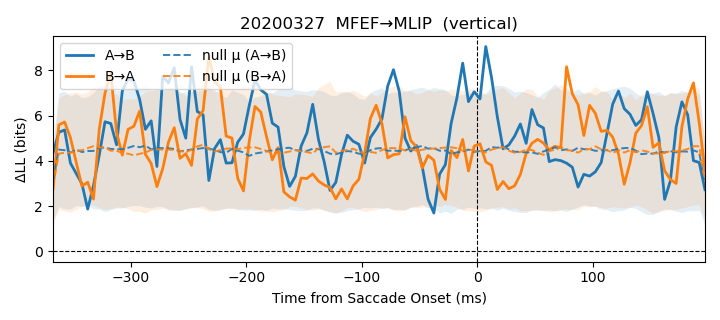 20200327 MFEF→MLIP (vertical)
A→B
B→A
null μ (A→B)
null μ (B→A)
ΔLL (bits)
8
6
4
2
0
−300
−200
−100
0
100
Time from Saccade Onset (ms)